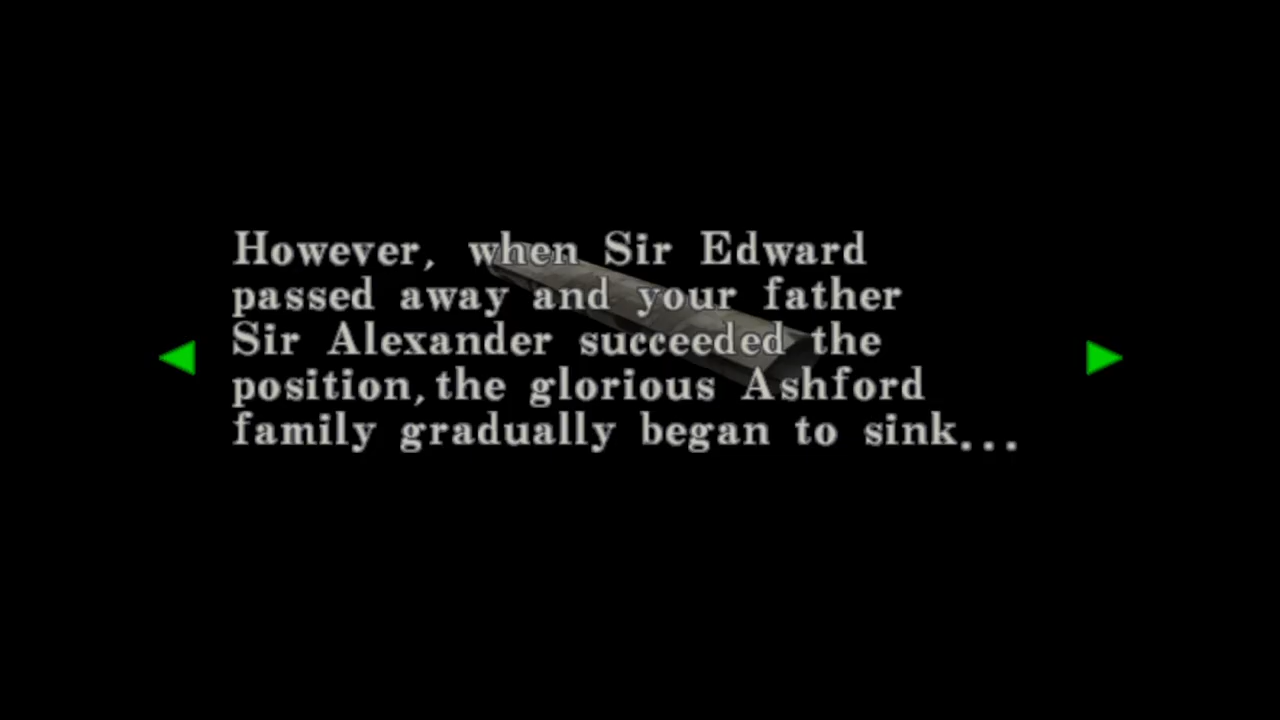 However, when Sir Edward
passed away and your father
Sir Alexander succeeded the
position,the glorious Ashford
family gradually began to sink...